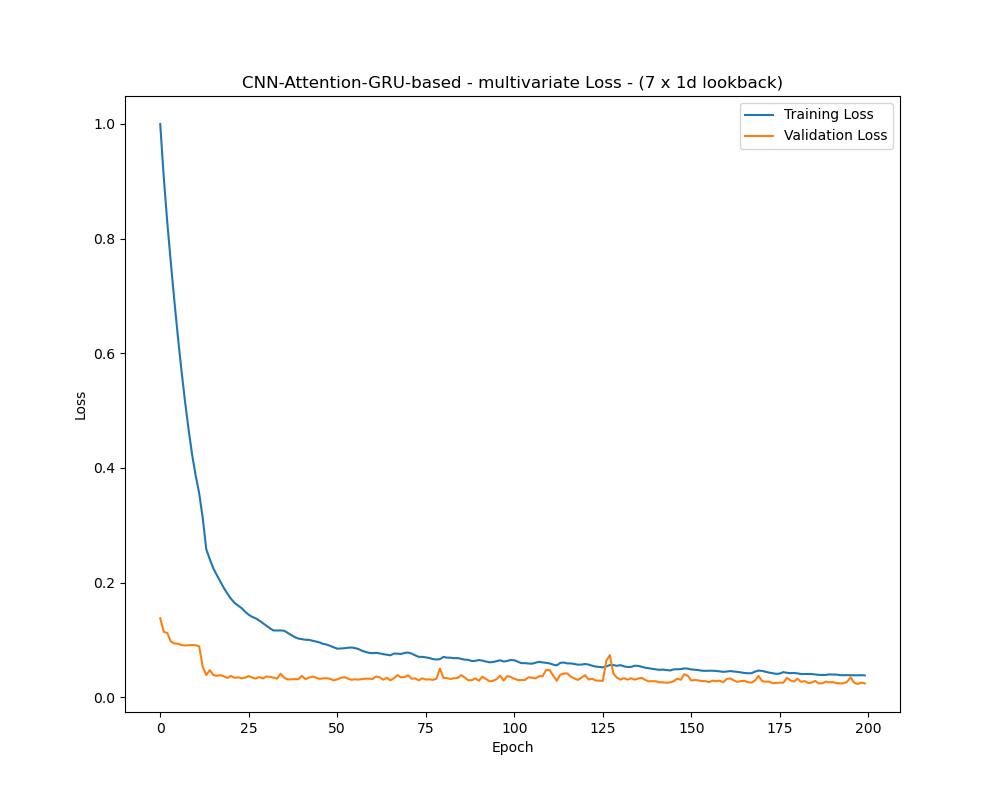 CNN-Attention-GRU-based - multivariate Loss - (7 x 1d lookback)
Training Loss
Validation Loss
1.0
0.8
0.6
0.4
0.2
0.0
Loss
0 25 50 75 100 125 150 175 200
Epoch